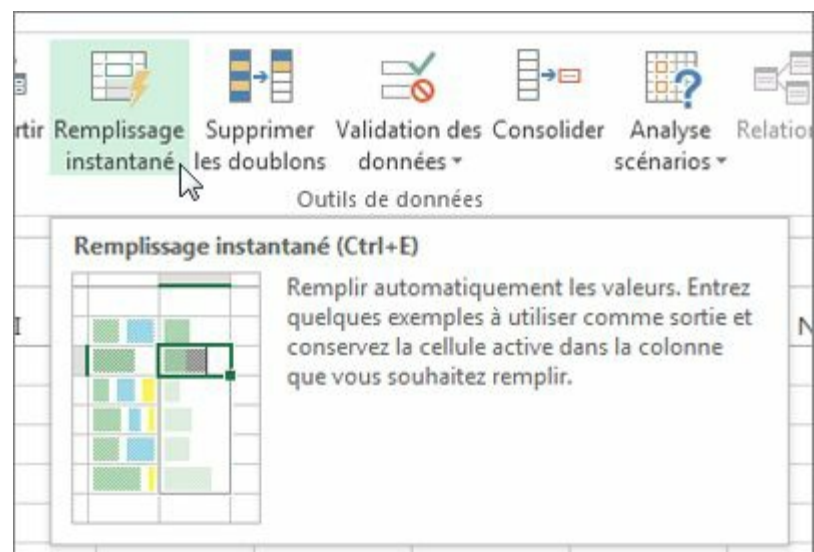 rtir Remplissage Supprimer Validation des Consolider Analyse Relation
instantané les doublons données scénarios
Outils de données
Remplissage instantané (Ctrl+E)
Remplir automatiquement les valeurs. Entrez
quelques exemples à utiliser comme sortie et
conservez la cellule active dans la colonne
que vous souhaitez remplir.
I
N